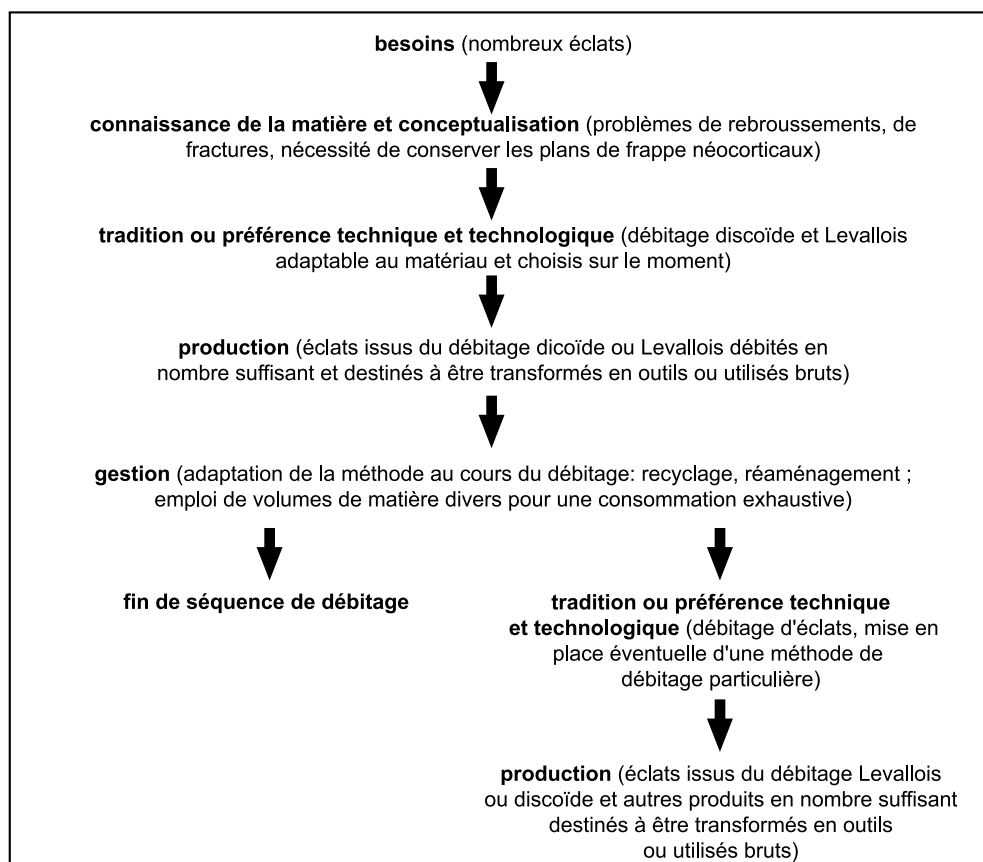 besoins (nombreux éclats)
connaissance de la matière et conceptualisation (problèmes de rebroussements, de
fractures, nécessité de conserver les plans de frappe néocorticaux)
tradition ou préférence technique et technologique (débitage discoïde et Levallois
adaptable au matériau et choisis sur le moment)
production (éclats issus du débitage dicoïde ou Levallois débités en
nombre suffisant et destinés à être transformés en outils ou utilisés bruts)
gestion (adaptation de la méthode au cours du débitage: recyclage, réaménagement ;
emploi de volumes de matière divers pour une consommation exhaustive)
fin de séquence de débitage
tradition ou préférence technique
et technologique (débitage d'éclats, mise en
place éventuelle d'une méthode de
débitage particulière)
production (éclats issus du débitage Levallois
ou discoïde et autres produits en nombre suffisant
destinés à être transformés en outils
ou utilisés bruts)